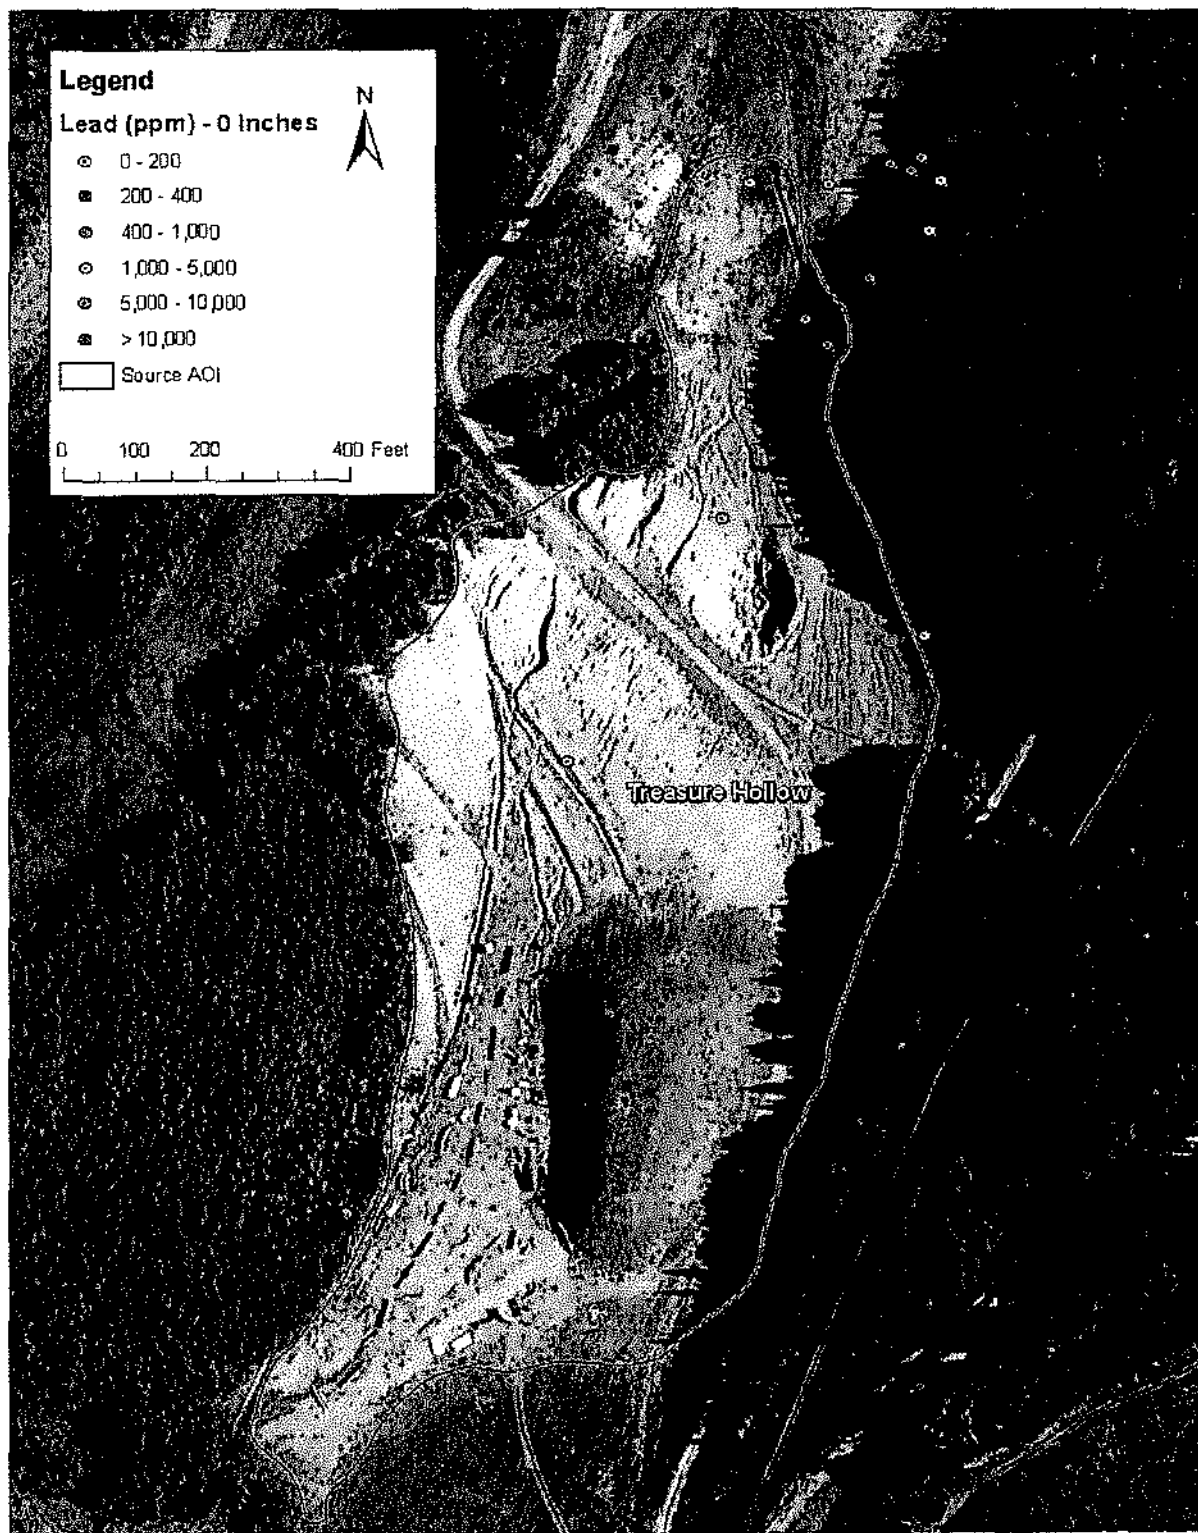 Legend
N
Lead (ppm) - 0 Inches
0 - 200
200 - 400
400 - 1,000
1,000 - 5,000
5,000 - 10,000
> 10,000
Source AOI
0 100 200 400 Feet
Treasure Hollow